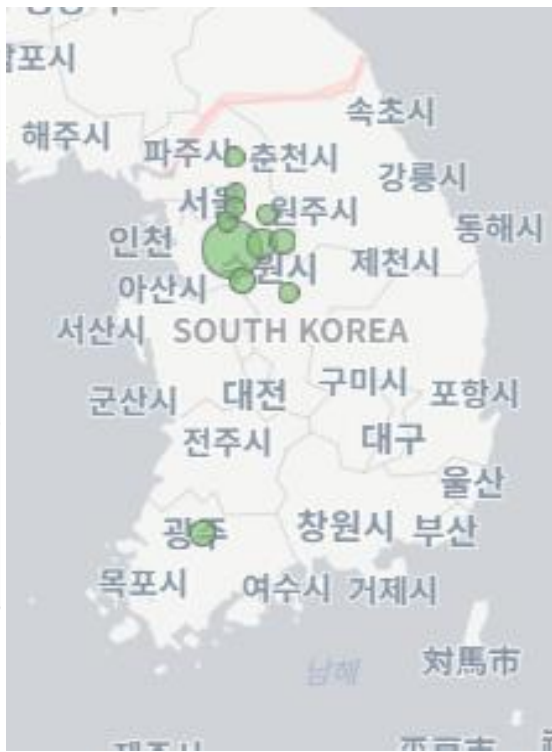 남포시
속초시
해주시
파주시
춘천시
강릉시
서울
원주시
동해시
인천
원시
제천시
아산시
서산시
SOUTH KOREA
군산시
대전
구미시
포항시
전주시
대구
울산
광주
창원시
부산
목포시
여수시
거제시
남해
対馬市